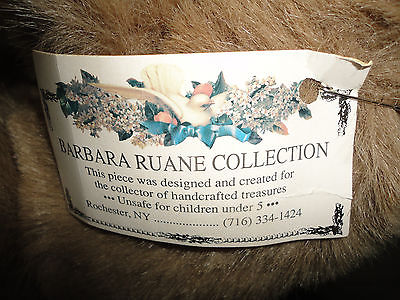 BARBARA RUANE COLLECTION
This piece was designed and created for
the collector of handcrafted treasures
••• Unsafe for children under 5 •••
Rochester, NY ...................... (716) 334-1424